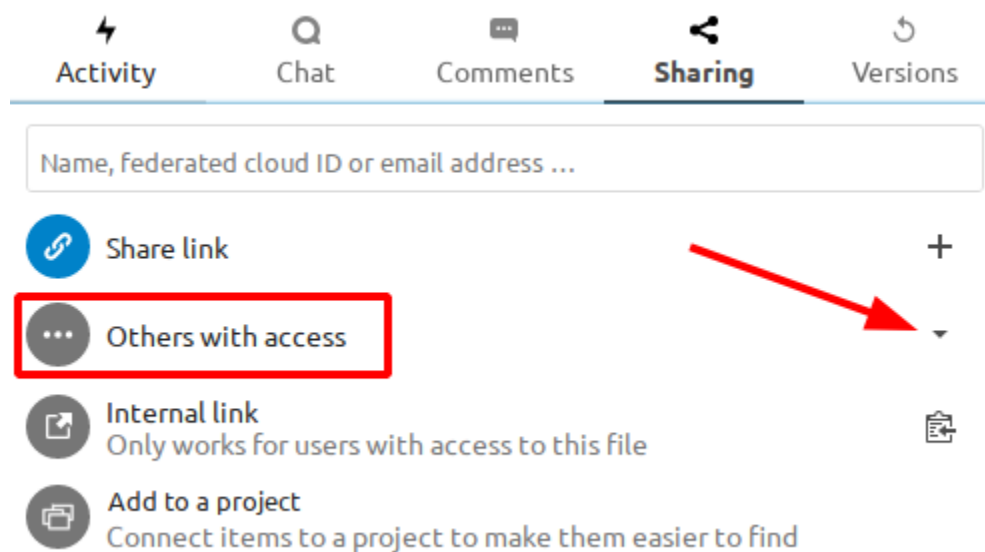 Activity Chat Comments Sharing Versions
Name, federated cloud ID or email address ...
Share link
Others with access
Internal link
Only works for users with access to this file
Add to a project
Connect items to a project to make them easier to find